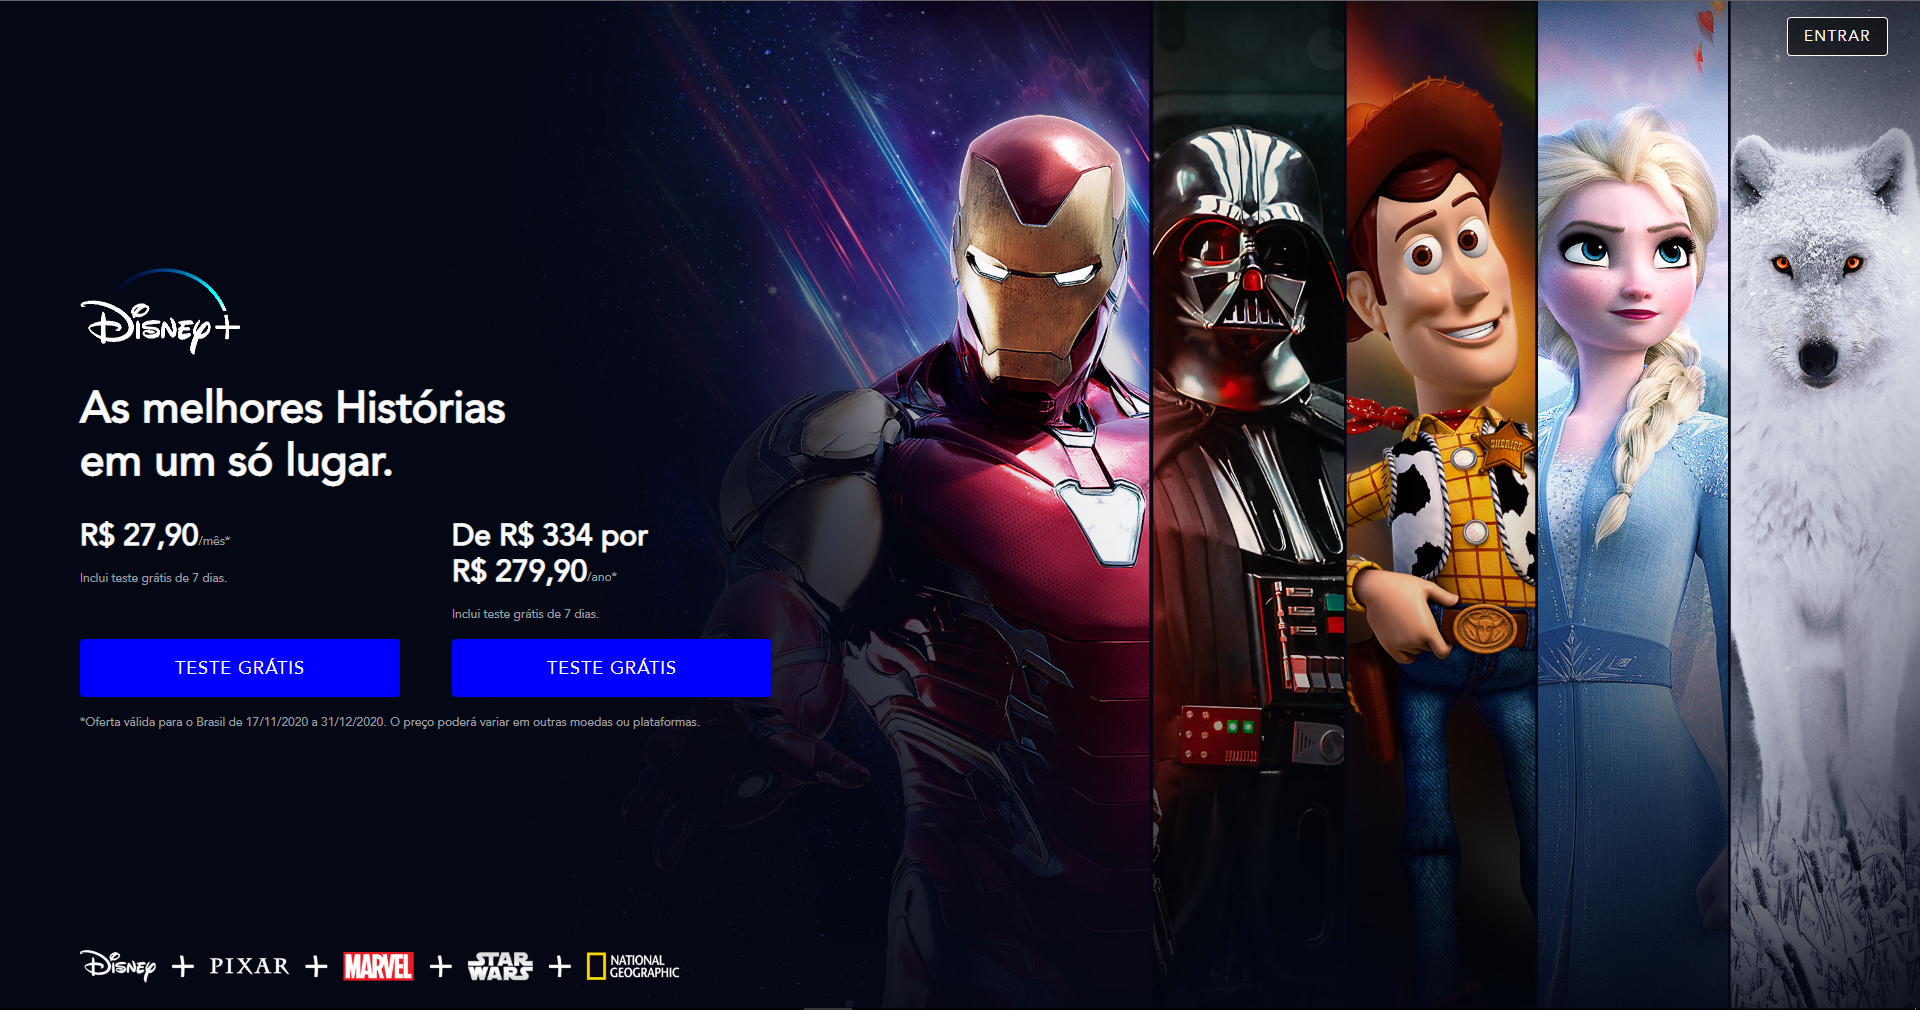 ENTRAR
Disney+
As melhores Histórias
em um só lugar.
R$ 27,90/mês*
Inclui teste grátis de 7 dias.
De R$ 334 por
R$ 279,90/ano*
Inclui teste grátis de 7 dias.
TESTE GRÁTIS
TESTE GRÁTIS
*Oferta válida para o Brasil de 17/11/2020 a 31/12/2020. O preço poderá variar em outras moedas ou plataformas.
SHERIFF
Disney + PIXAR + MARVEL + STAR WARS + NATIONAL GEOGRAPHIC